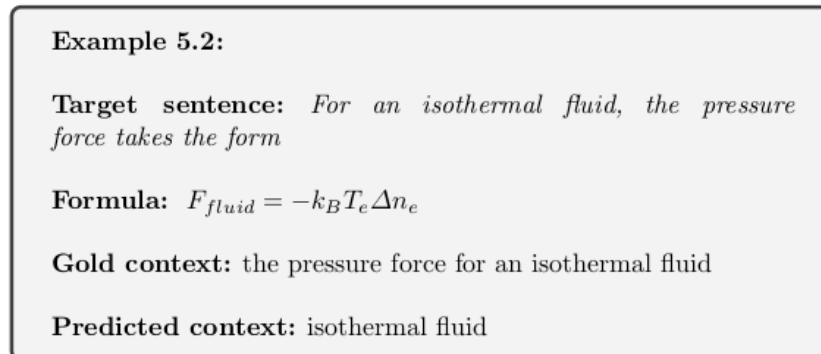 Example 5.2:
Target sentence: For an isothermal fluid, the pressure
force takes the form
Formula: F_{fluid} = −k_B T_e Δn_e
Gold context: the pressure force for an isothermal fluid
Predicted context: isothermal fluid